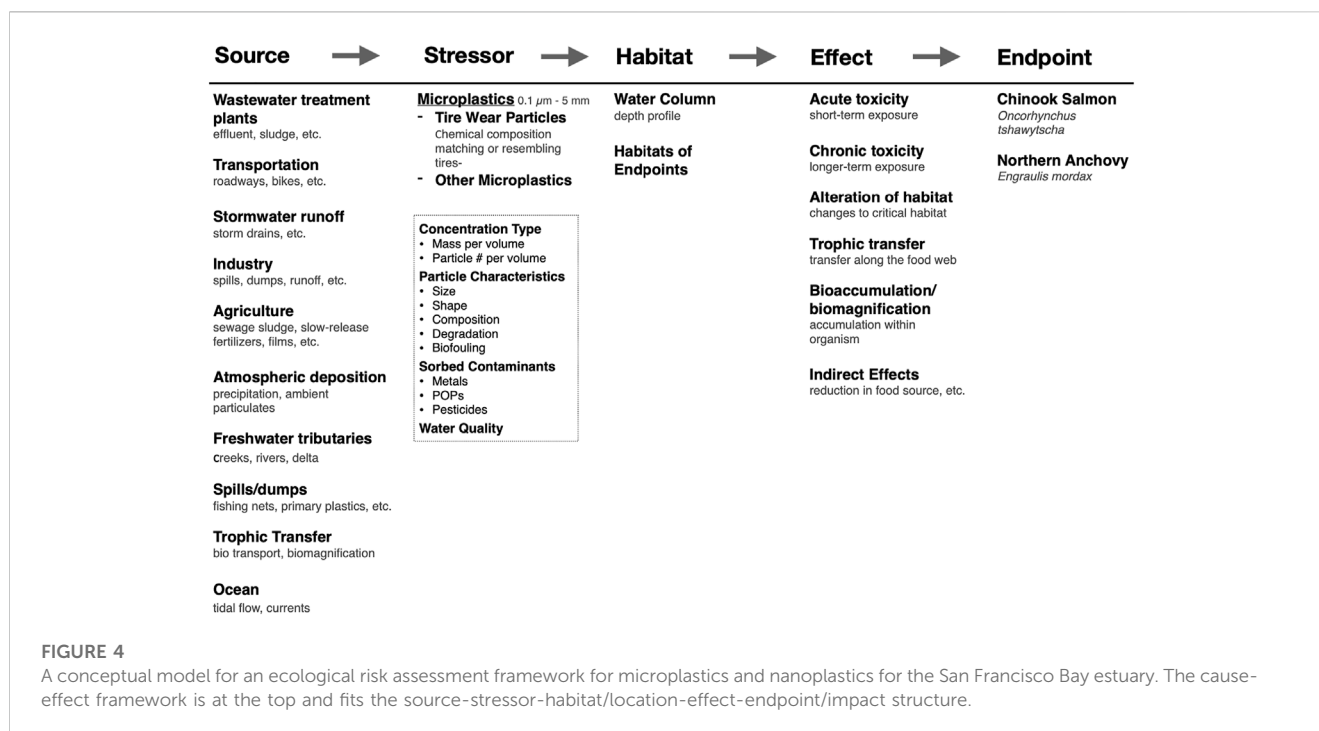 Source
Stressor
Habitat
Effect
Endpoint
Wastewater treatment
plants
effluent, sludge, etc.
Transportation
roadways, bikes, etc.
Stormwater runoff
storm drains, etc.
Industry
spills, dumps, runoff, etc.
Agriculture
sewage sludge, slow-release
fertilizers, films, etc.
Atmospheric deposition
precipitation, ambient
particulates
Freshwater tributaries
creeks, rivers, delta
Spills/dumps
fishing nets, primary plastics, etc.
Trophic Transfer
bio transport, biomagnification
Ocean
tidal flow, currents
Microplastics 0.1 µm - 5 mm
- Tire Wear Particles
Chemical composition
matching or resembling
tires-
- Other Microplastics
Concentration Type
• Mass per volume
• Particle # per volume
Particle Characteristics
• Size
• Shape
• Composition
• Degradation
• Biofouling
Sorbed Contaminants
• Metals
• POPs
• Pesticides
Water Quality
Water Column
depth profile
Habitats of
Endpoints
Acute toxicity
short-term exposure
Chronic toxicity
longer-term exposure
Alteration of habitat
changes to critical habitat
Trophic transfer
transfer along the food web
Bioaccumulation/
biomagnification
accumulation within
organism
Indirect Effects
reduction in food source, etc.
Chinook Salmon
Oncorhynchus
tshawytscha
Northern Anchovy
Engraulis mordax
FIGURE 4
A conceptual model for an ecological risk assessment framework for microplastics and nanoplastics for the San Francisco Bay estuary. The cause-
effect framework is at the top and fits the source-stressor-habitat/location-effect-endpoint/impact structure.